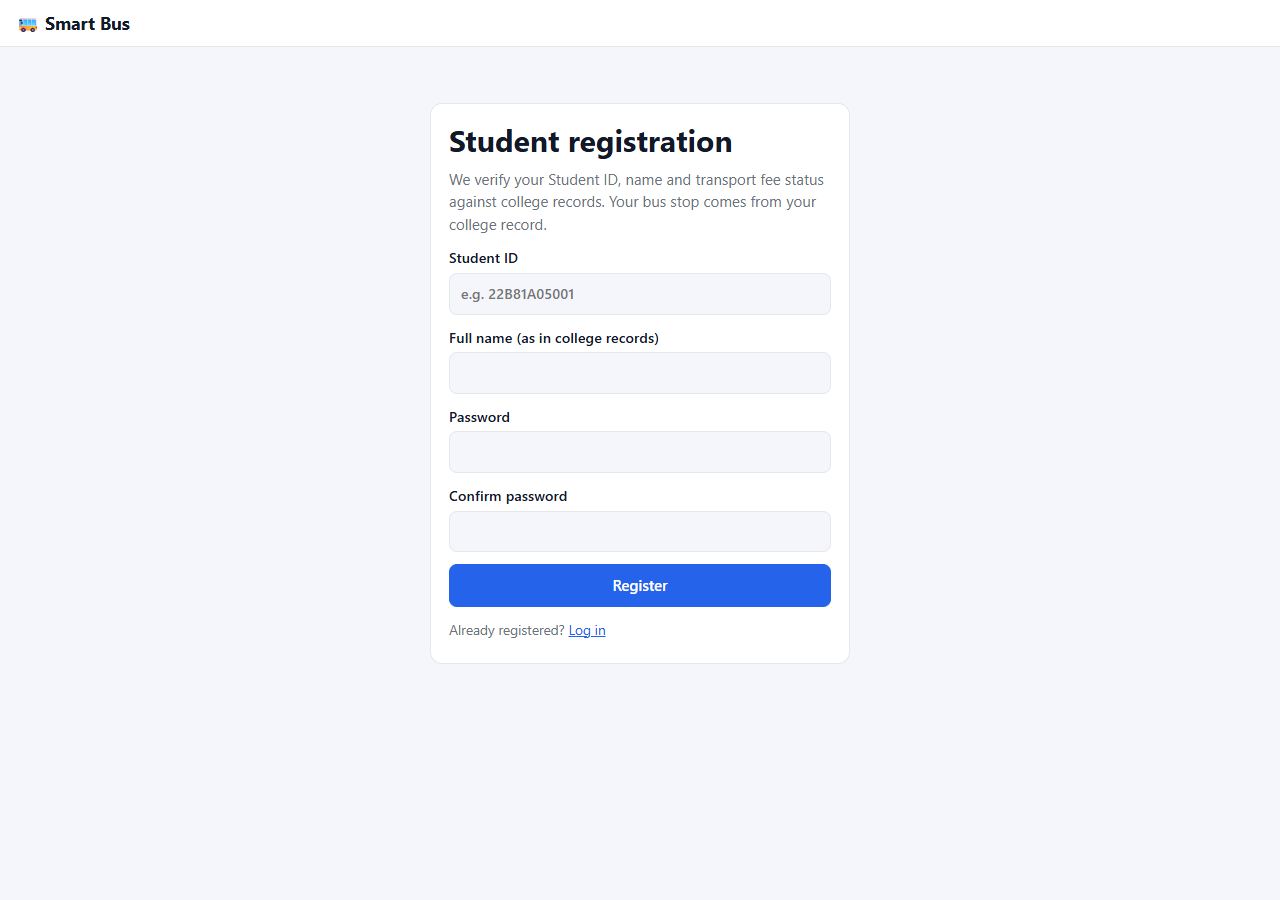 Smart Bus
Student registration
We verify your Student ID, name and transport fee status
against college records. Your bus stop comes from your
college record.
Student ID
e.g. 22B81A05001
Full name (as in college records)
Password
Confirm password
Register
Already registered? Log in